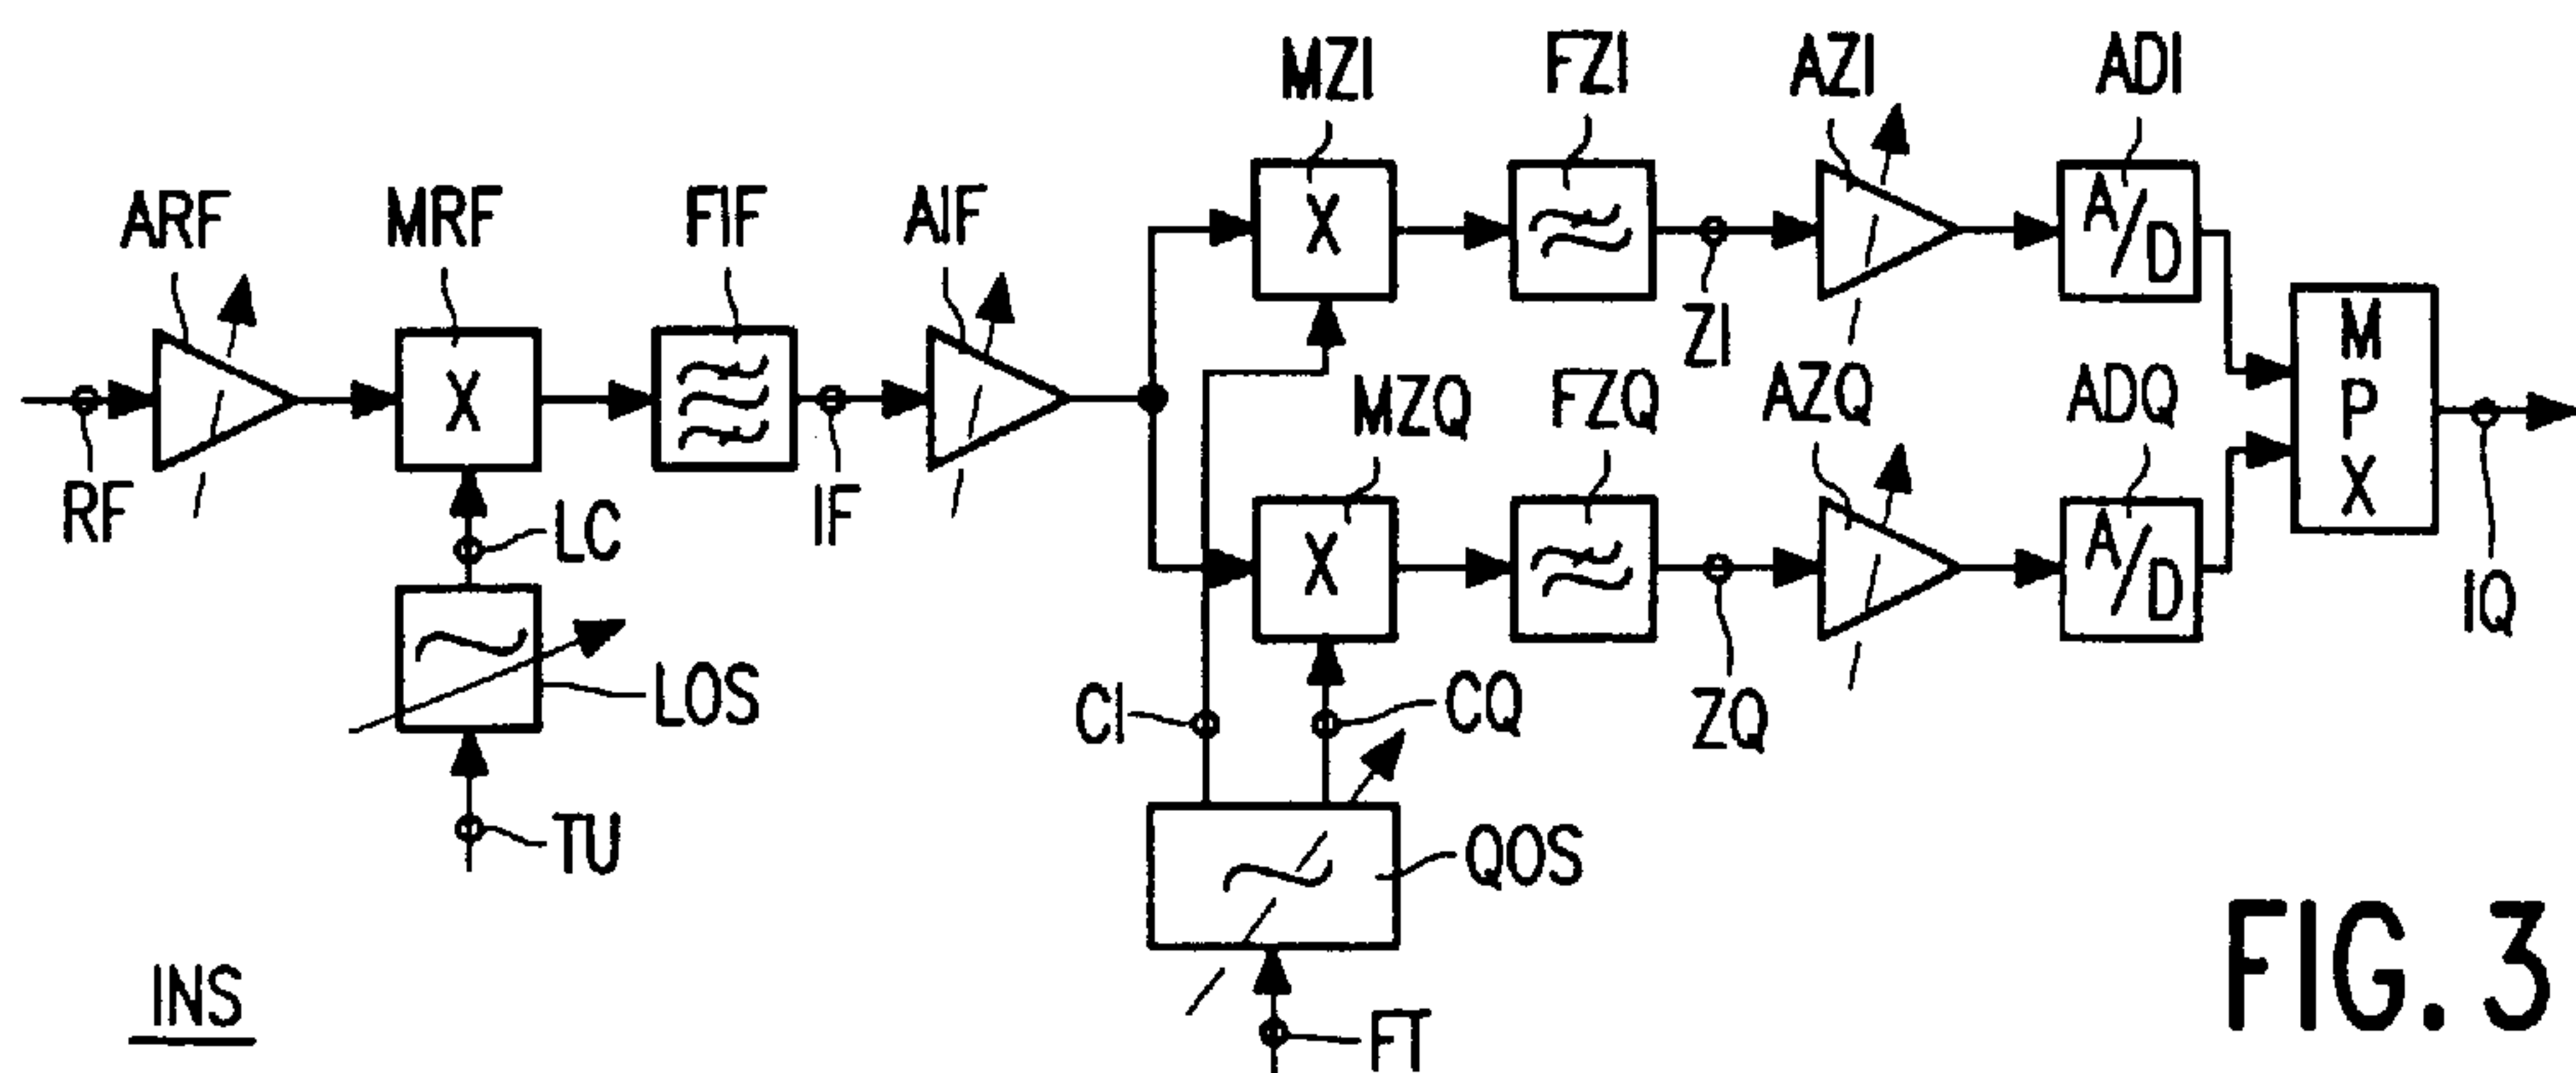 MZI FZI AZI ADI
ARF MRF FIF AIF
X A/D
ZI
MPX
X
MZQ FZQ AZQ ADQ
RF LC IF
X A/D
IQ
LOS
CI CQ ZQ
TU
QOS
INS
FT
FIG. 3